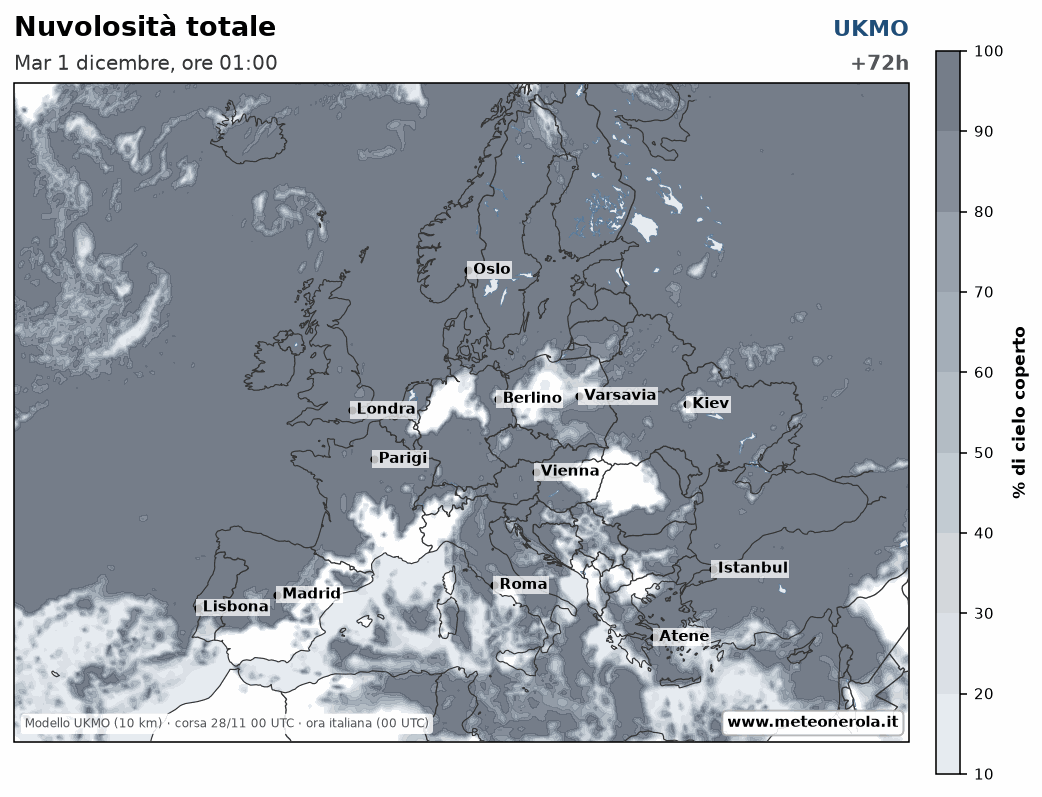 Nuvolosità totale
UKMO
Mar 1 dicembre, ore 01:00
+72h
100
90
80
70
60
50
40
30
20
10
% di cielo coperto
Oslo
Berlino
Varsavia
Londra
Kiev
Parigi
Vienna
Istanbul
Roma
Madrid
Lisbona
Atene
Modello UKMO (10 km) · corsa 28/11 00 UTC · ora italiana (00 UTC)
www.meteonerola.it